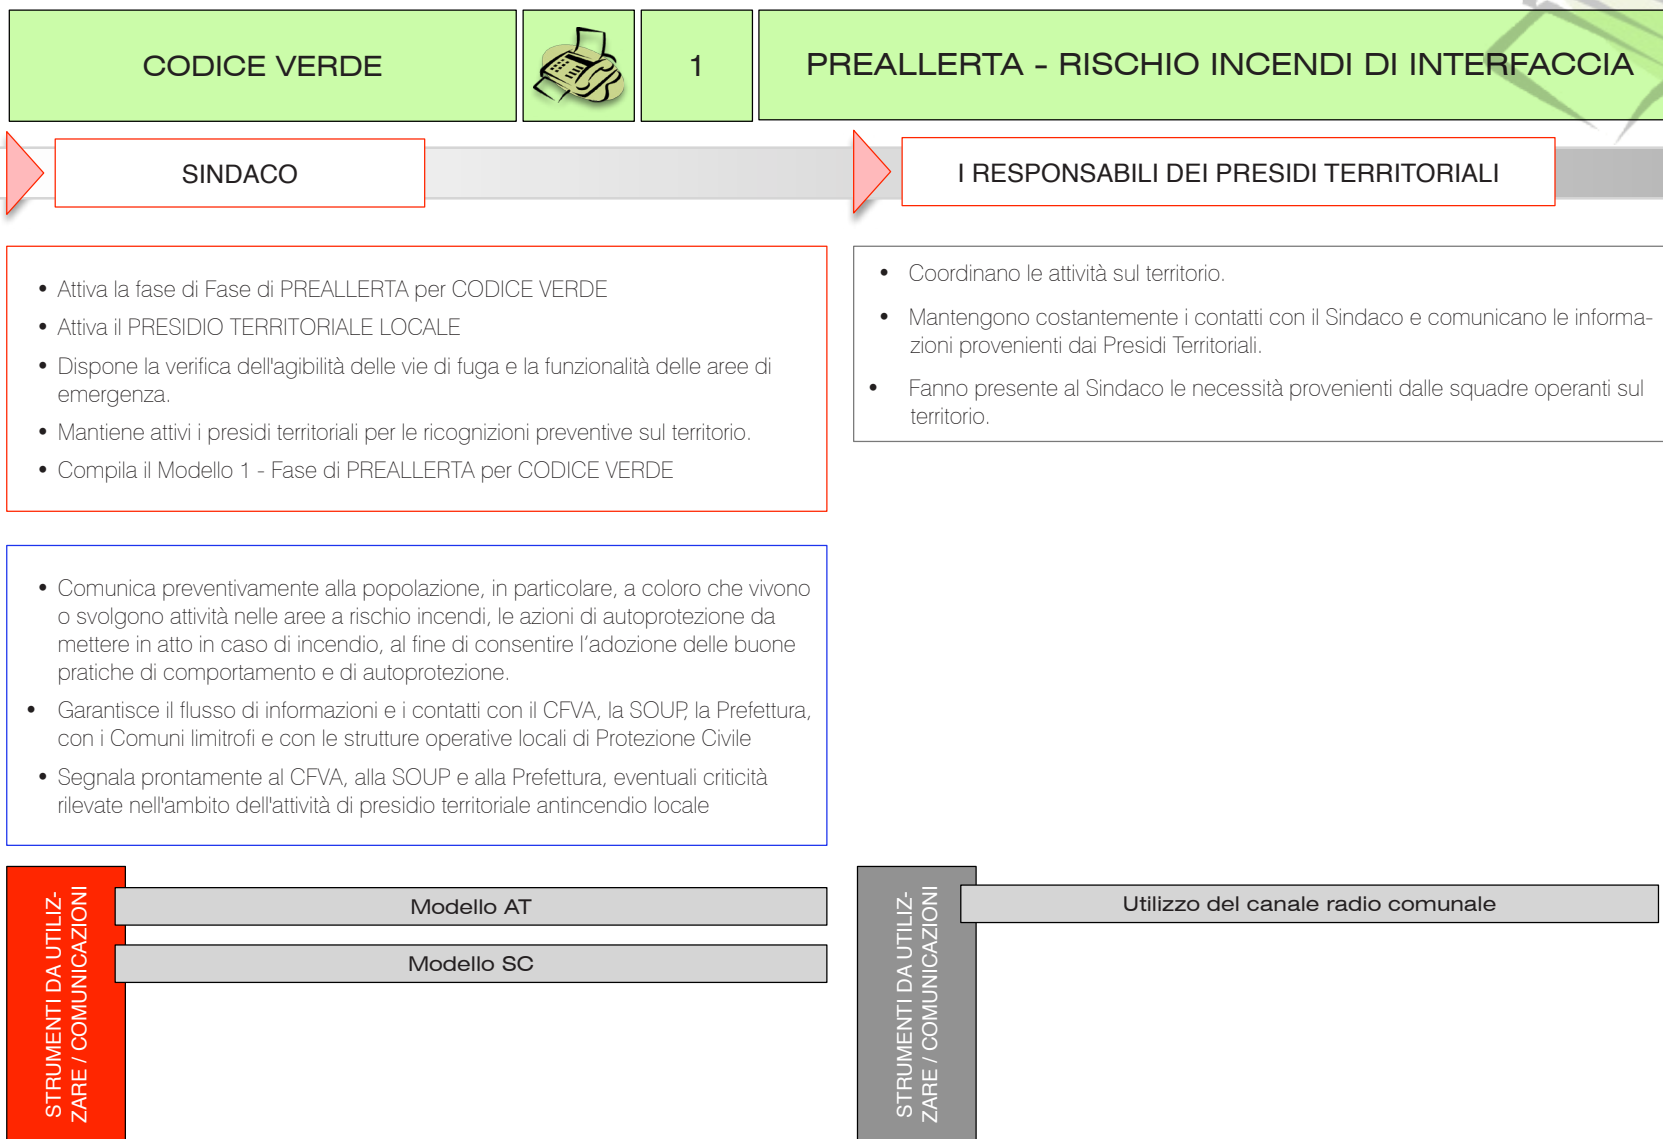 CODICE VERDE
1
PREALLERTA - RISCHIO INCENDI DI INTERFACCIA
SINDACO
I RESPONSABILI DEI PRESIDI TERRITORIALI
• Attiva la fase di Fase di PREALLERTA per CODICE VERDE
• Attiva il PRESIDIO TERRITORIALE LOCALE
• Dispone la verifica dell'agibilità delle vie di fuga e la funzionalità delle aree di
emergenza.
• Mantiene attivi i presidi territoriali per le ricognizioni preventive sul territorio.
• Compila il Modello 1 - Fase di PREALLERTA per CODICE VERDE
• Coordinano le attività sul territorio.
• Mantengono costantemente i contatti con il Sindaco e comunicano le informa-
zioni provenienti dai Presidi Territoriali.
• Fanno presente al Sindaco le necessità provenienti dalle squadre operanti sul
territorio.
• Comunica preventivamente alla popolazione, in particolare, a coloro che vivono
o svolgono attività nelle aree a rischio incendi, le azioni di autoprotezione da
mettere in atto in caso di incendio, al fine di consentire l’adozione delle buone
pratiche di comportamento e di autoprotezione.
• Garantisce il flusso di informazioni e i contatti con il CFVA, la SOUP, la Prefettura,
con i Comuni limitrofi e con le strutture operative locali di Protezione Civile
• Segnala prontamente al CFVA, alla SOUP e alla Prefettura, eventuali criticità
rilevate nell'ambito dell'attività di presidio territoriale antincendio locale
STRUMENTI DA UTILIZ-
ZARE / COMUNICAZIONI
Modello AT
Modello SC
STRUMENTI DA UTILIZ-
ZARE / COMUNICAZIONI
Utilizzo del canale radio comunale